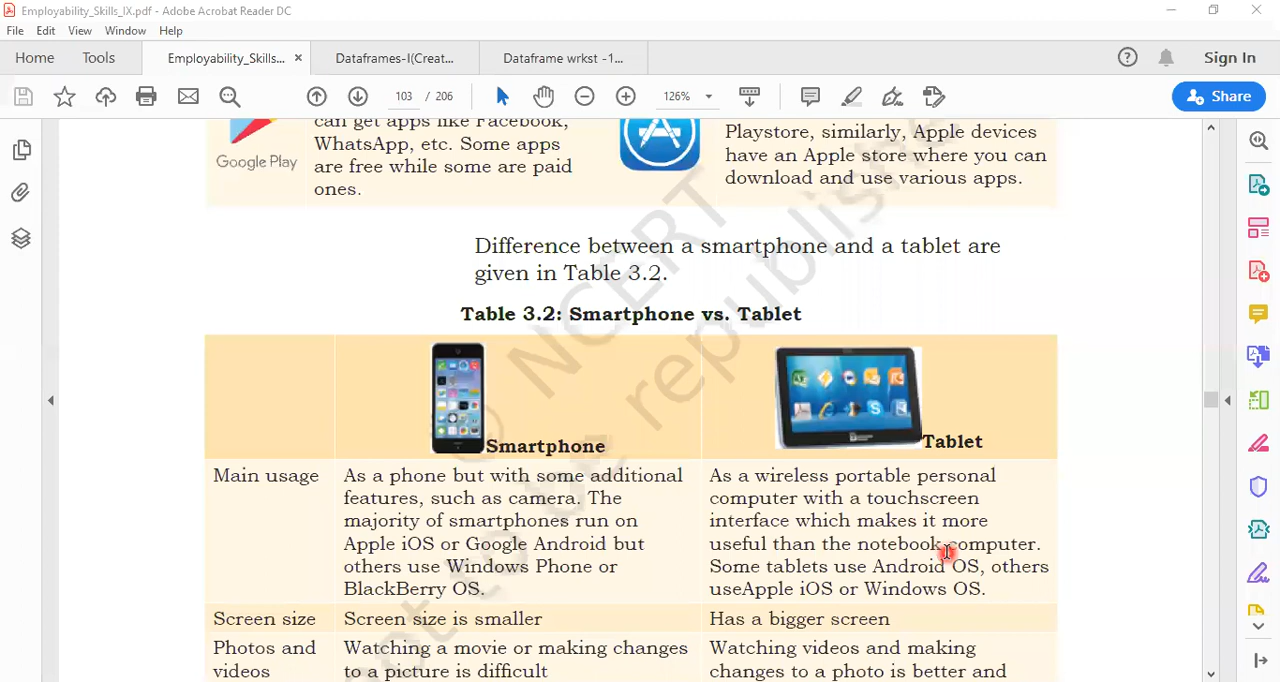 Employability_Skills_IX.pdf - Adobe Acrobat Reader DC
File Edit View Window Help
Home Tools Employability_Skills... × Dataframes-I(Creat... Dataframe wrkst -1... Sign In
103 / 206 126% Share
can get apps like Facebook,
WhatsApp, etc. Some apps
are free while some are paid
ones.
Google Play
Playstore, similarly, Apple devices
have an Apple store where you can
download and use various apps.
Difference between a smartphone and a tablet are
given in Table 3.2.
Table 3.2: Smartphone vs. Tablet
Smartphone
Tablet
Main usage
As a phone but with some additional
features, such as camera. The
majority of smartphones run on
Apple iOS or Google Android but
others use Windows Phone or
BlackBerry OS.
As a wireless portable personal
computer with a touchscreen
interface which makes it more
useful than the notebook computer.
Some tablets use Android OS, others
useApple iOS or Windows OS.
Screen size
Screen size is smaller
Has a bigger screen
Photos and
videos
Watching a movie or making changes
to a picture is difficult
Watching videos and making
changes to a photo is better and
© NCERT
not to be republishe